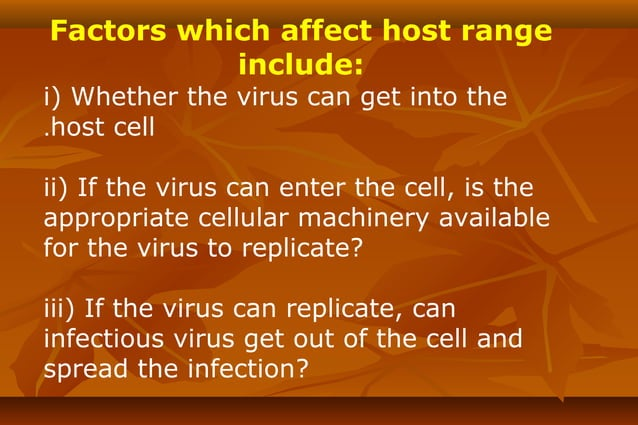 Factors which affect host range
include:
i) Whether the virus can get into the
.host cell
ii) If the virus can enter the cell, is the
appropriate cellular machinery available
for the virus to replicate?
iii) If the virus can replicate, can
infectious virus get out of the cell and
spread the infection?